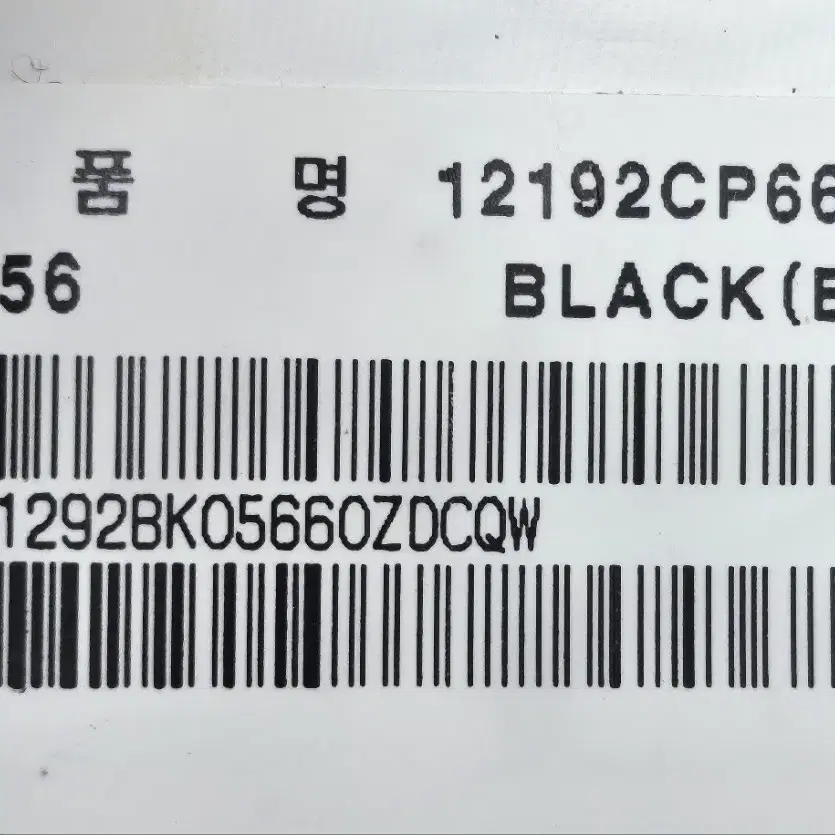 품 명 12192CP66
56 BLACK(B
1292BK05660ZDCQW